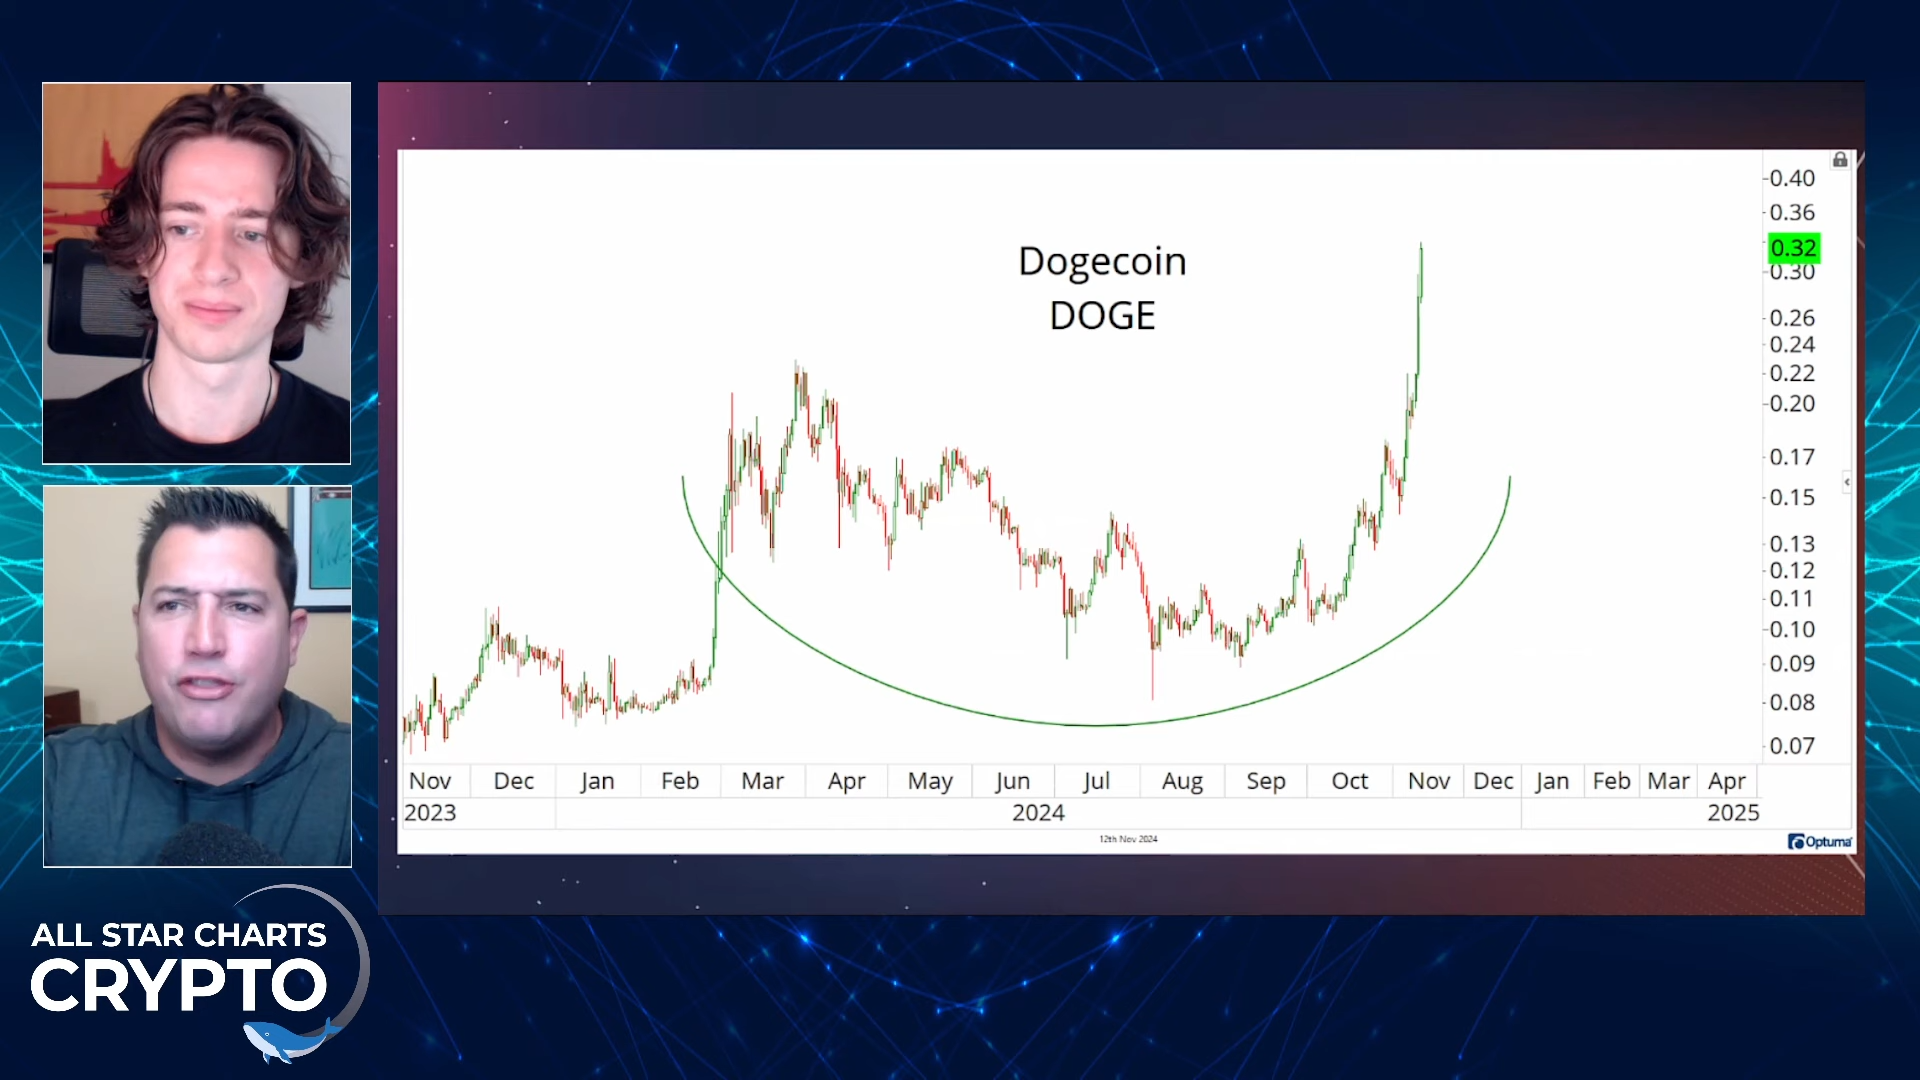 Dogecoin
DOGE
0.40
0.36
0.32
0.30
0.26
0.24
0.22
0.20
0.17
0.15
0.13
0.12
0.11
0.10
0.09
0.08
0.07
Nov Dec Jan Feb Mar Apr May Jun Jul Aug Sep Oct Nov Dec Jan Feb Mar Apr
2023 2024 2025
12th Nov 2024
Optuma
ALL STAR CHARTS
CRYPTO